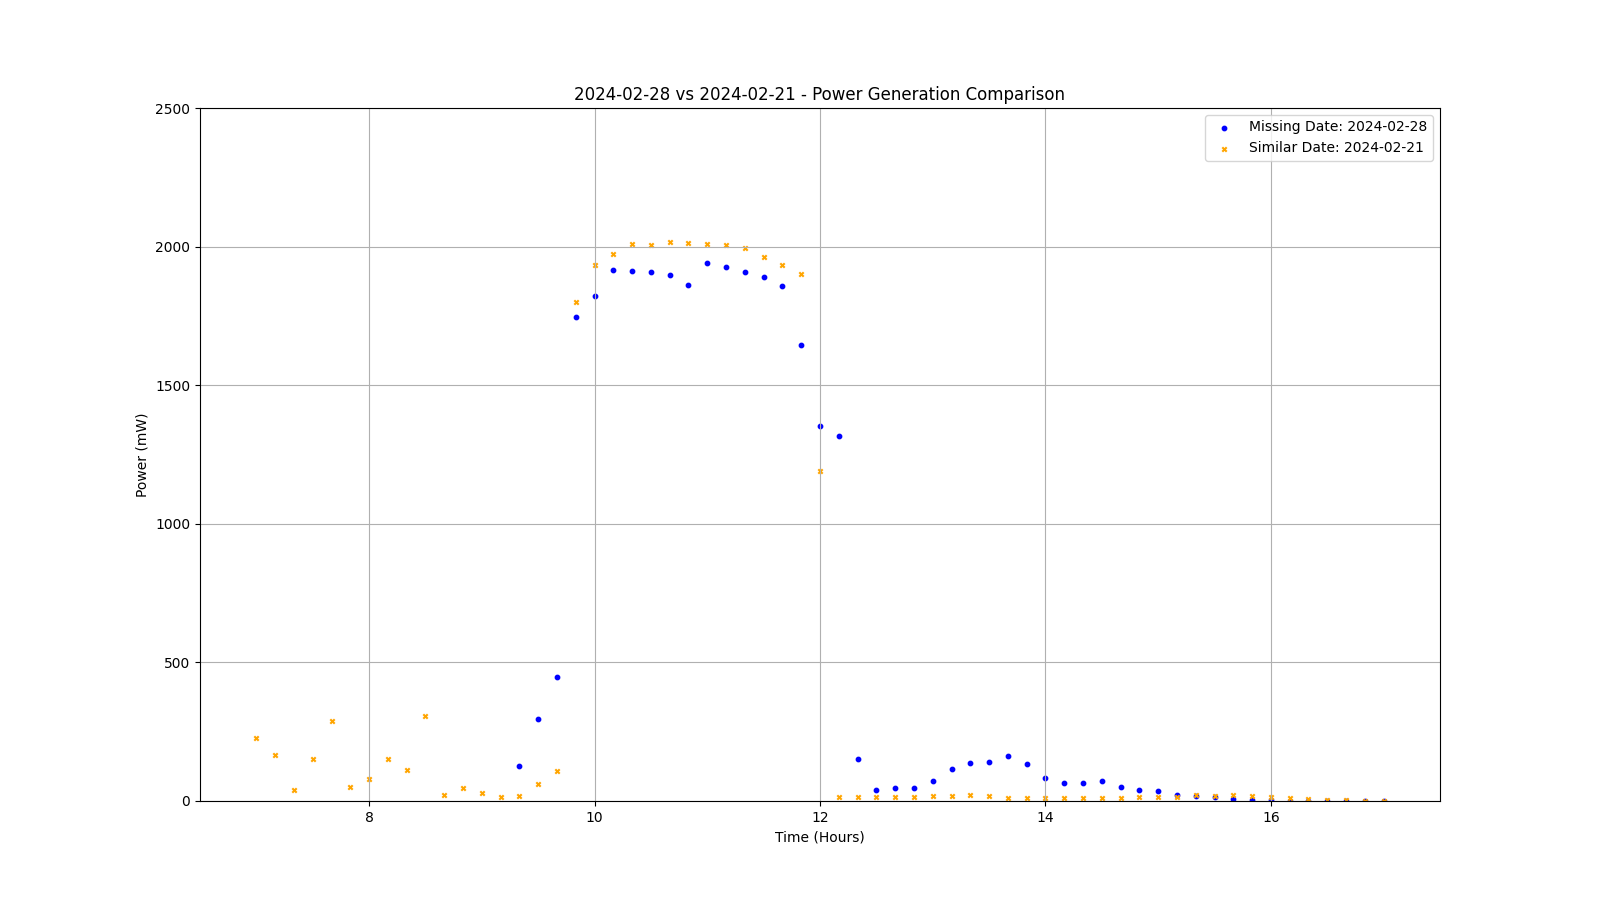 2024-02-28 vs 2024-02-21 - Power Generation Comparison
Missing Date: 2024-02-28
Similar Date: 2024-02-21
Power (mW)
2500
2000
1500
1000
500
0
8 10 12 14 16
Time (Hours)